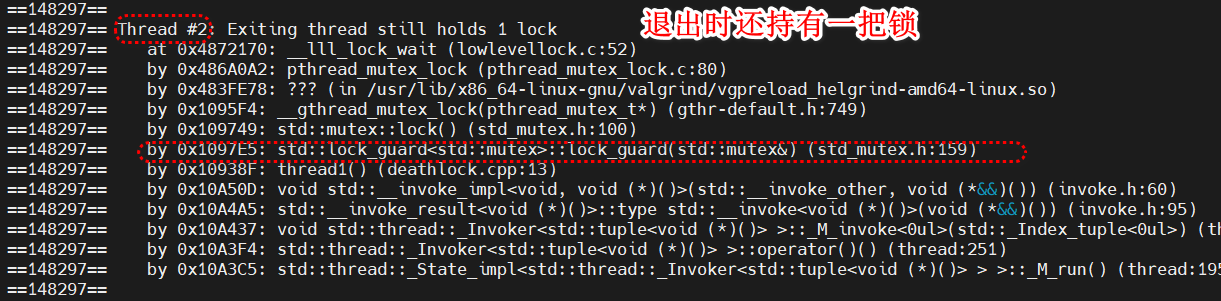 ==148297==
==148297== Thread #2: Exiting thread still holds 1 lock
退出时还持有一把锁
==148297==    at 0x4872170: __lll_lock_wait (lowlevellock.c:52)
==148297==    by 0x486A0A2: pthread_mutex_lock (pthread_mutex_lock.c:80)
==148297==    by 0x483FE78: ??? (in /usr/lib/x86_64-linux-gnu/valgrind/vgpreload_helgrind-amd64-linux.so)
==148297==    by 0x1095F4: __gthread_mutex_lock(pthread_mutex_t*) (gthr-default.h:749)
==148297==    by 0x109749: std::mutex::lock() (std_mutex.h:100)
==148297==    by 0x1097E5: std::lock_guard<std::mutex>::lock_guard(std::mutex&) (std_mutex.h:159)
==148297==    by 0x10938F: thread1() (deathlock.cpp:13)
==148297==    by 0x10A50D: void std::__invoke_impl<void, void (*)()>(std::__invoke_other, void (*&&)()) (invoke.h:60)
==148297==    by 0x10A4A5: std::__invoke_result<void (*)()>::type std::__invoke<void (*)()>(void (*&&)()) (invoke.h:95)
==148297==    by 0x10A437: void std::thread::_Invoker<std::tuple<void (*)()> >::_M_invoke<0ul>(std::_Index_tuple<0ul>) (th
==148297==    by 0x10A3F4: std::thread::_Invoker<std::tuple<void (*)()> >::operator()() (thread:251)
==148297==    by 0x10A3C5: std::thread::_State_impl<std::thread::_Invoker<std::tuple<void (*)()> > >::_M_run() (thread:195
==148297==